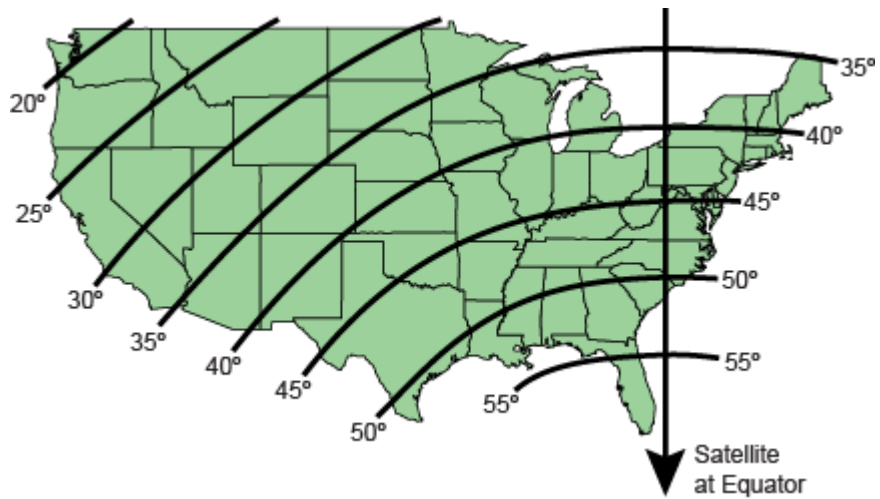 35º
20º
40º
25º
45º
50º
30º
35º
40º
55º
45º
55º
50º
Satellite
at Equator